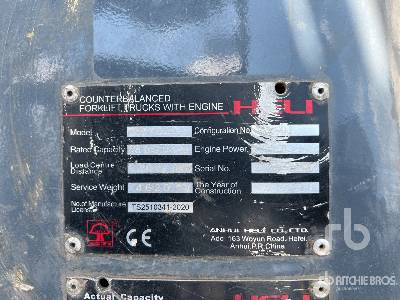 COUNTERBALANCED
FORKLIFT TRUCKS WITH ENGINE
HELI
Model
Configuration No.
Rated Capacity
Engine Power
Load Centre
Distance
Serial No.
Service Weight
The Year of
Construction
No.of Manufacture
License
TS2510341-2020
CE
ANHUI HELI CO.,LTD.
Add: 163 Wuyun Road, Hefei,
Anhui,P.R.China
Actual Capacity
HELI
rb
RITCHIE BROS.